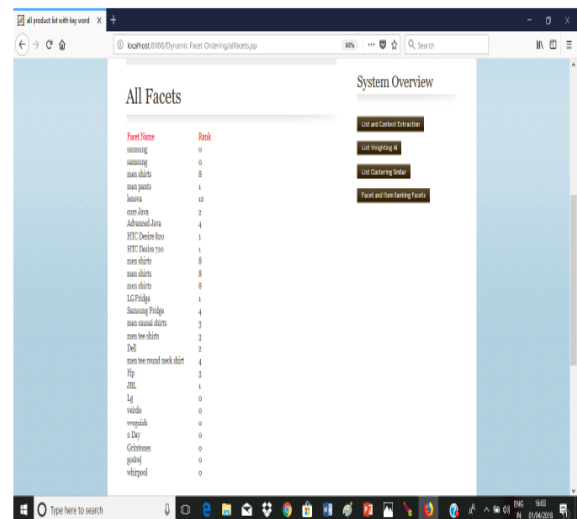 all product list with key word
localhost:8088/Dynamic Facet Ordering/allfacets.jsp
90%
Search
All Facets
Facet Name Rank
samsung 0
samsung 0
men shirts 8
men pants 1
lenova 12
core Java 2
Advanced Java 4
HTC Desire 820 1
HTC Desire 700 1
men shirts 8
men shirts 8
men shirts 8
LG Fridge 1
Samsung Fridge 4
men casual shirts 3
men tee shirts 3
Dell 2
men tee round neck shirt 4
Hp 3
JBL 1
Lg 0
0
0
2 Day 0
Gritstones 0
godrej 0
whirpool 0
System Overview
List and Context Extraction
List Weighting Ai
List Clustering Similar
Facet and Item Ranking Facets
Type here to search
ENG
16:03
IN
01/04/2018